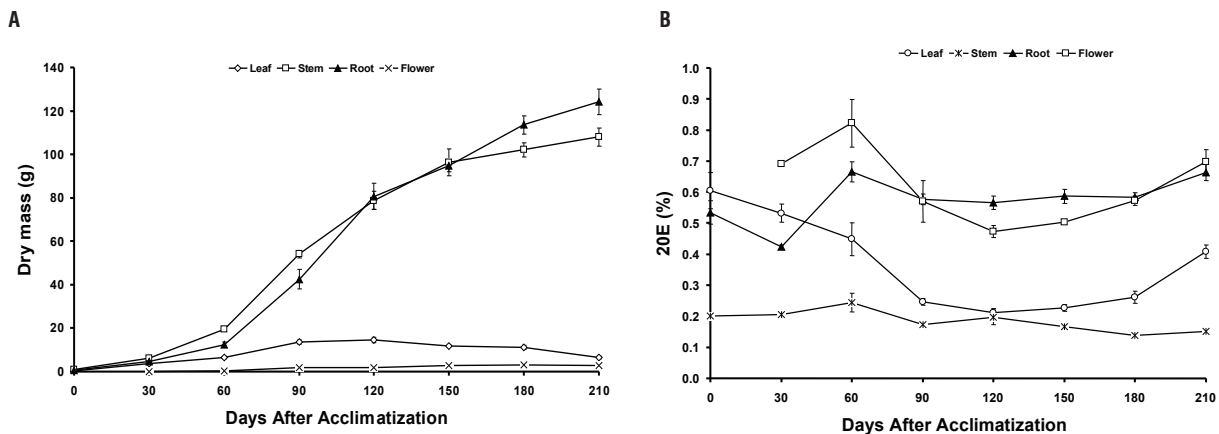 A
Leaf Stem Root Flower
Dry mass (g)
140
120
100
80
60
40
20
0
0 30 60 90 120 150 180 210
Days After Acclimatization
B
Leaf Stem Root Flower
20E (%)
1.0
0.9
0.8
0.7
0.6
0.5
0.4
0.3
0.2
0.1
0.0
0 30 60 90 120 150 180 210
Days After Acclimatization